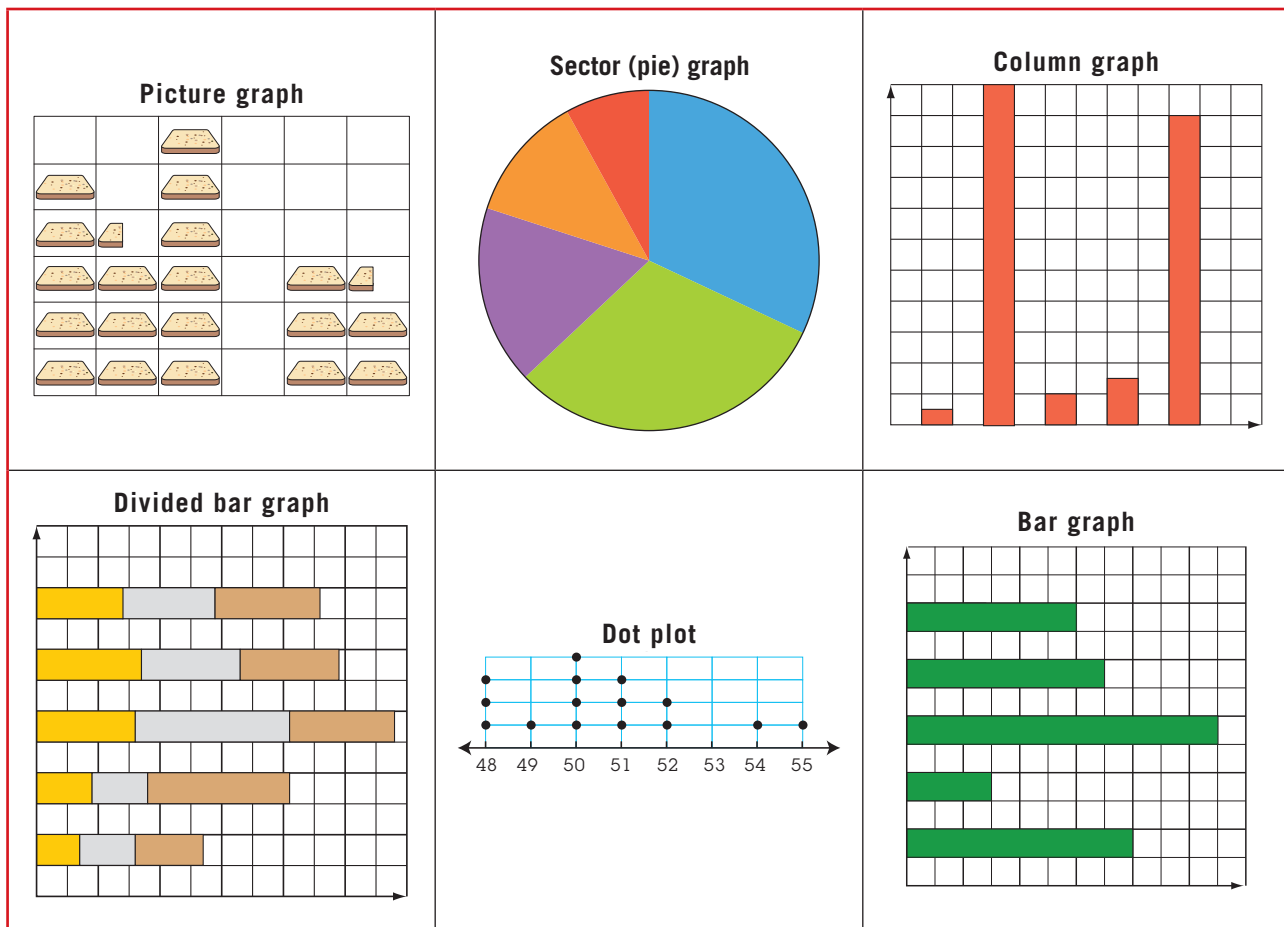 Picture graph
Sector (pie) graph
Column graph
Divided bar graph
Dot plot
48 49 50 51 52 53 54 55
Bar graph